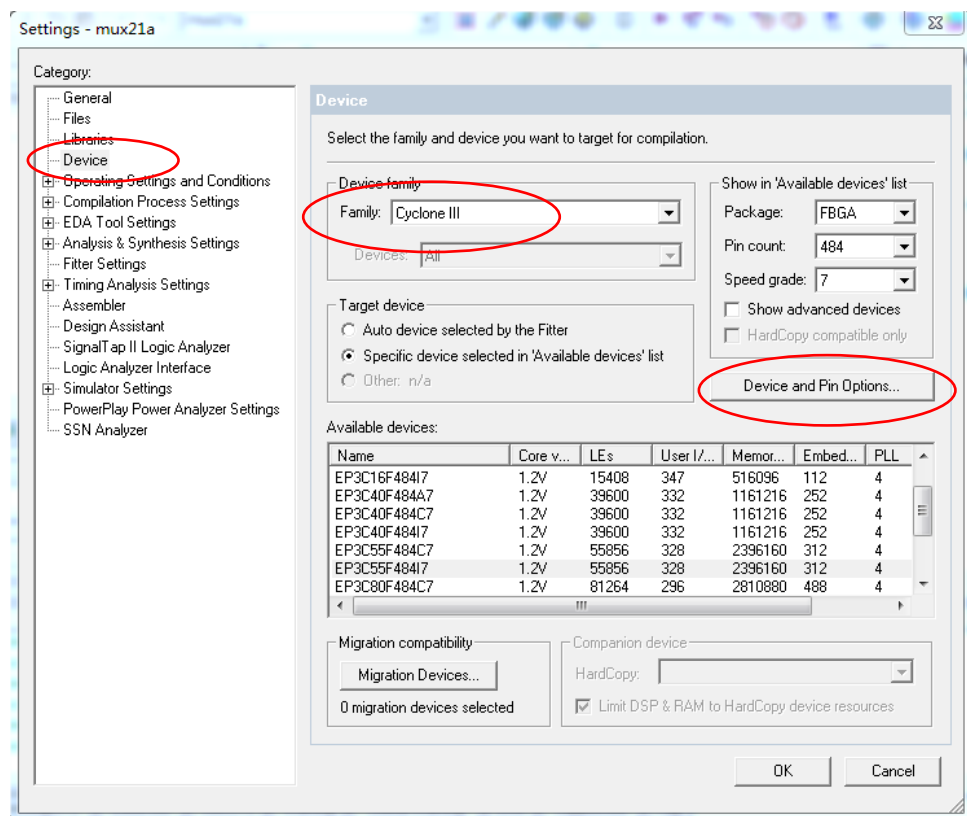 Settings - mux21a
Category:
General
Files
Libraries
Device
Operating Settings and Conditions
Compilation Process Settings
EDA Tool Settings
Analysis & Synthesis Settings
Fitter Settings
Timing Analysis Settings
Assembler
Design Assistant
SignalTap II Logic Analyzer
Logic Analyzer Interface
Simulator Settings
PowerPlay Power Analyzer Settings
SSN Analyzer
Device
Select the family and device you want to target for compilation.
Device family
Family: Cyclone III
Devices: All
Show in 'Available devices' list
Package: FBGA
Pin count: 484
Speed grade: 7
Show advanced devices
HardCopy compatible only
Target device
Auto device selected by the Fitter
Specific device selected in 'Available devices' list
Other: n/a
Device and Pin Options...
Available devices:
Name Core v... LEs User I/... Memor... Embed... PLL
EP3C16F484I7 1.2V 15408 347 516096 112 4
EP3C40F484A7 1.2V 39600 332 1161216 252 4
EP3C40F484C7 1.2V 39600 332 1161216 252 4
EP3C40F484I7 1.2V 39600 332 1161216 252 4
EP3C55F484C7 1.2V 55856 328 2396160 312 4
EP3C55F484I7 1.2V 55856 328 2396160 312 4
EP3C80F484C7 1.2V 81264 296 2810880 488 4
Migration compatibility
Migration Devices...
0 migration devices selected
Companion device
HardCopy:
Limit DSP & RAM to HardCopy device resources
OK
Cancel